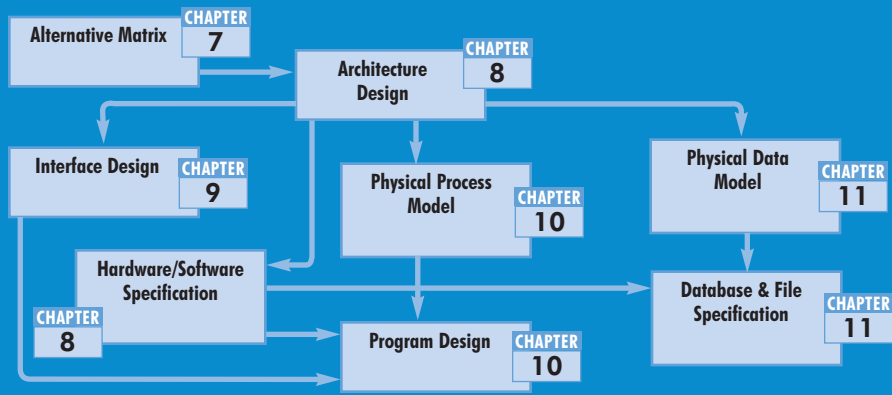 Alternative Matrix
CHAPTER
7
Architecture
Design
CHAPTER
8
Interface Design
CHAPTER
9
Physical Process
Model
CHAPTER
10
Physical Data
Model
CHAPTER
11
Hardware/Software
Specification
CHAPTER
8
Program Design
CHAPTER
10
Database & File
Specification
CHAPTER
11